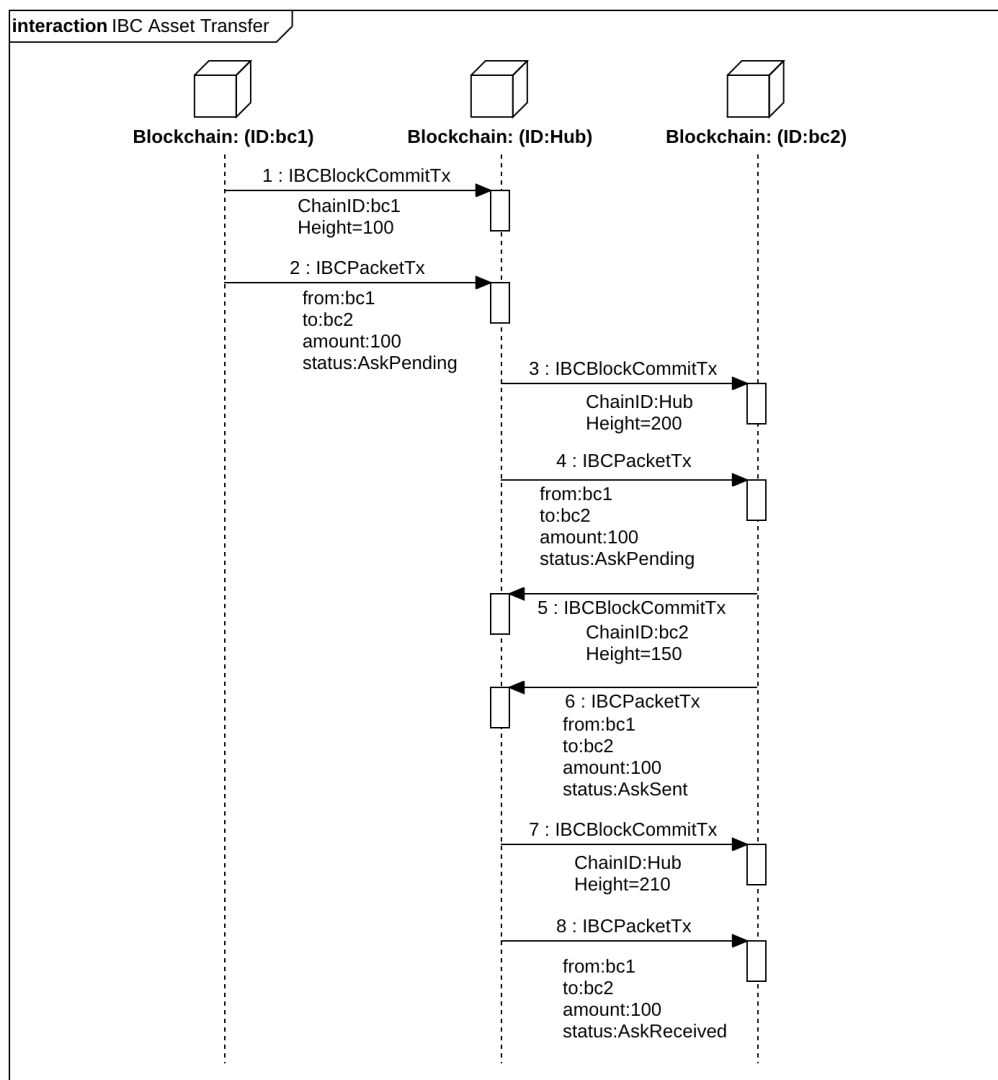 interaction IBC Asset Transfer
Blockchain: (ID:bc1)
Blockchain: (ID:Hub)
Blockchain: (ID:bc2)
1 : IBCBlockCommitTx
ChainID:bc1
Height=100
2 : IBCPacketTx
from:bc1
to:bc2
amount:100
status:AskPending
3 : IBCBlockCommitTx
ChainID:Hub
Height=200
4 : IBCPacketTx
from:bc1
to:bc2
amount:100
status:AskPending
5 : IBCBlockCommitTx
ChainID:bc2
Height=150
6 : IBCPacketTx
from:bc1
to:bc2
amount:100
status:AskSent
7 : IBCBlockCommitTx
ChainID:Hub
Height=210
8 : IBCPacketTx
from:bc1
to:bc2
amount:100
status:AskReceived